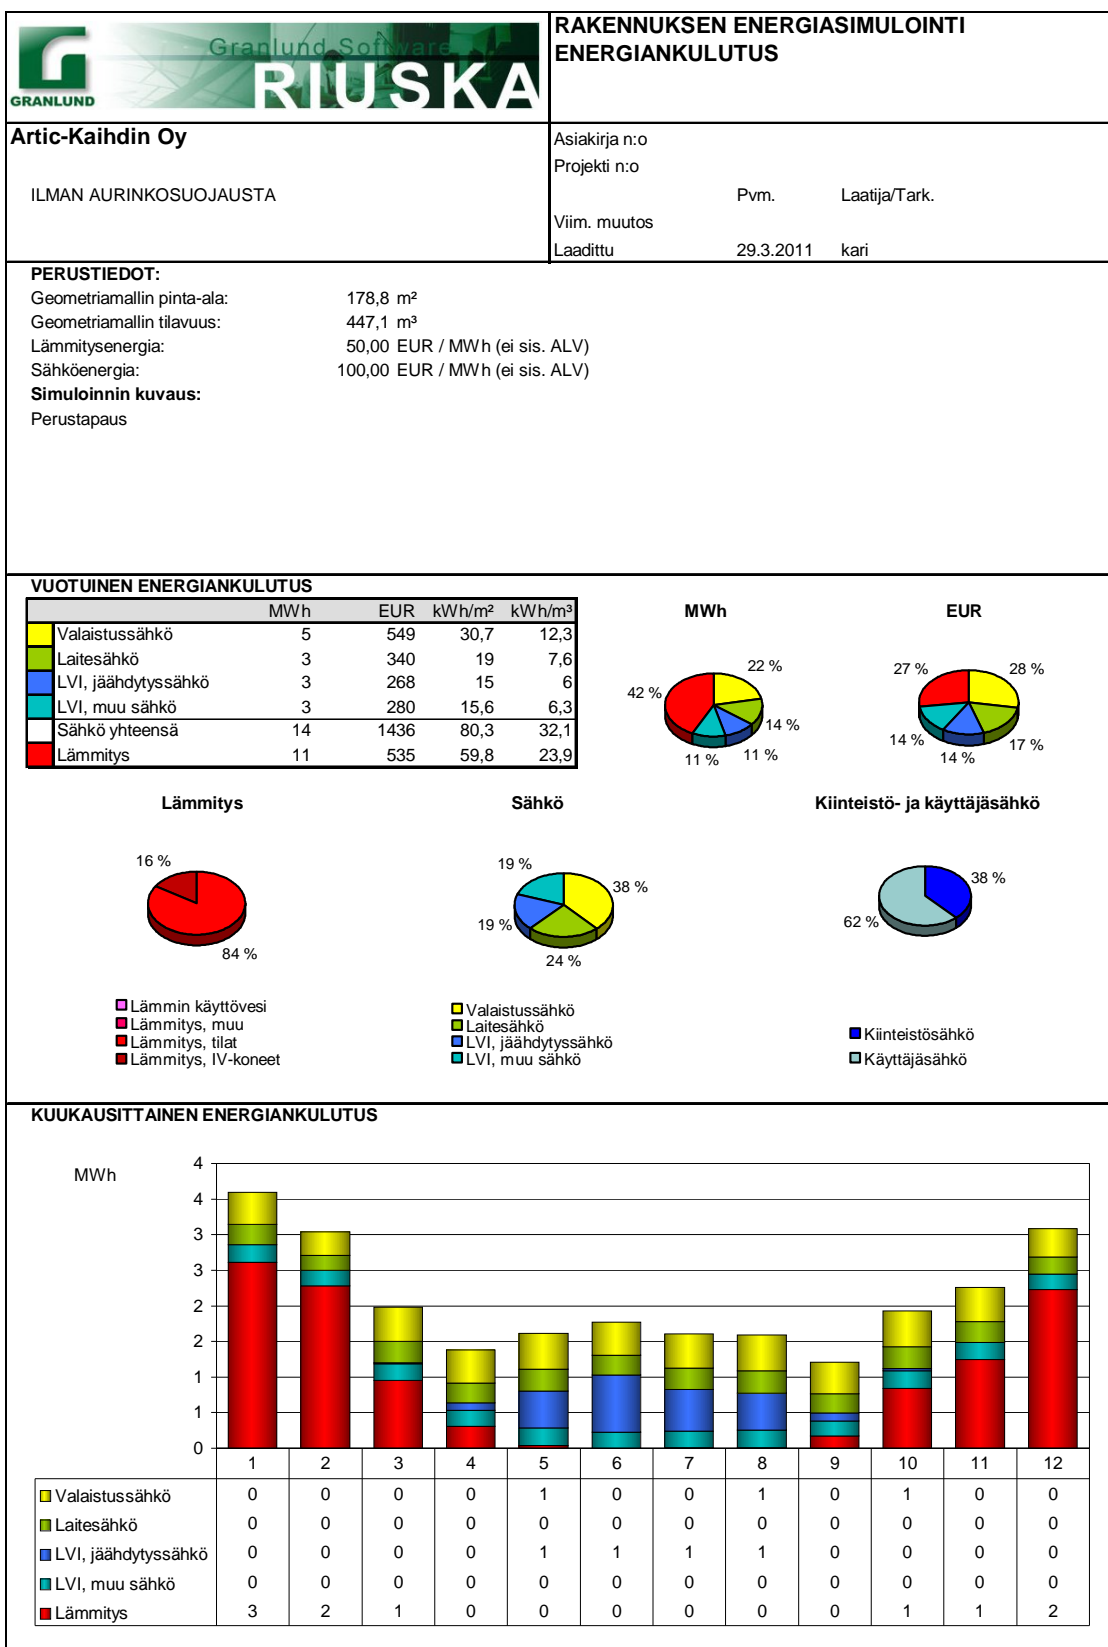 GRANLUND
Granlund Software
RIUSKA
RAKENNUKSEN ENERGIASIMULOINTI
ENERGIANKULUTUS
Artic-Kaihdin Oy
ILMAN AURINKOSUOJAUSTA
Asiakirja n:o
Projekti n:o
Pvm. Laatija/Tark.
Viim. muutos
Laadittu 29.3.2011 kari
PERUSTIEDOT:
Geometriamallin pinta-ala: 178,8 m²
Geometriamallin tilavuus: 447,1 m³
Lämmitysenergia: 50,00 EUR / MWh (ei sis. ALV)
Sähköenergia: 100,00 EUR / MWh (ei sis. ALV)
Simuloinnin kuvaus:
Perustapaus
VUOTUINEN ENERGIANKULUTUS
MWh EUR kWh/m² kWh/m³
Valaistussähkö 5 549 30,7 12,3
Laitesähkö 3 340 19 7,6
LVI, jäähdytyssähkö 3 268 15 6
LVI, muu sähkö 3 280 15,6 6,3
Sähkö yhteensä 14 1436 80,3 32,1
Lämmitys 11 535 59,8 23,9
MWh
22 %
42 %
14 %
11 %
11 %
EUR
27 %
28 %
14 %
17 %
14 %
Lämmitys
16 %
84 %
Lämmin käyttövesi
Lämmitys, muu
Lämmitys, tilat
Lämmitys, IV-koneet
Sähkö
19 %
38 %
19 %
24 %
Valaistussähkö
Laitesähkö
LVI, jäähdytyssähkö
LVI, muu sähkö
Kiinteistö- ja käyttäjäsähkö
38 %
62 %
Kiinteistösähkö
Käyttäjäsähkö
KUUKAUSITTAINEN ENERGIANKULUTUS
MWh
4
4
3
3
2
2
1
1
0
1 2 3 4 5 6 7 8 9 10 11 12
Valaistussähkö 0 0 0 0 1 0 0 1 0 1 0 0
Laitesähkö 0 0 0 0 0 0 0 0 0 0 0 0
LVI, jäähdytyssähkö 0 0 0 0 1 1 1 1 0 0 0 0
LVI, muu sähkö 0 0 0 0 0 0 0 0 0 0 0 0
Lämmitys 3 2 1 0 0 0 0 0 0 1 1 2